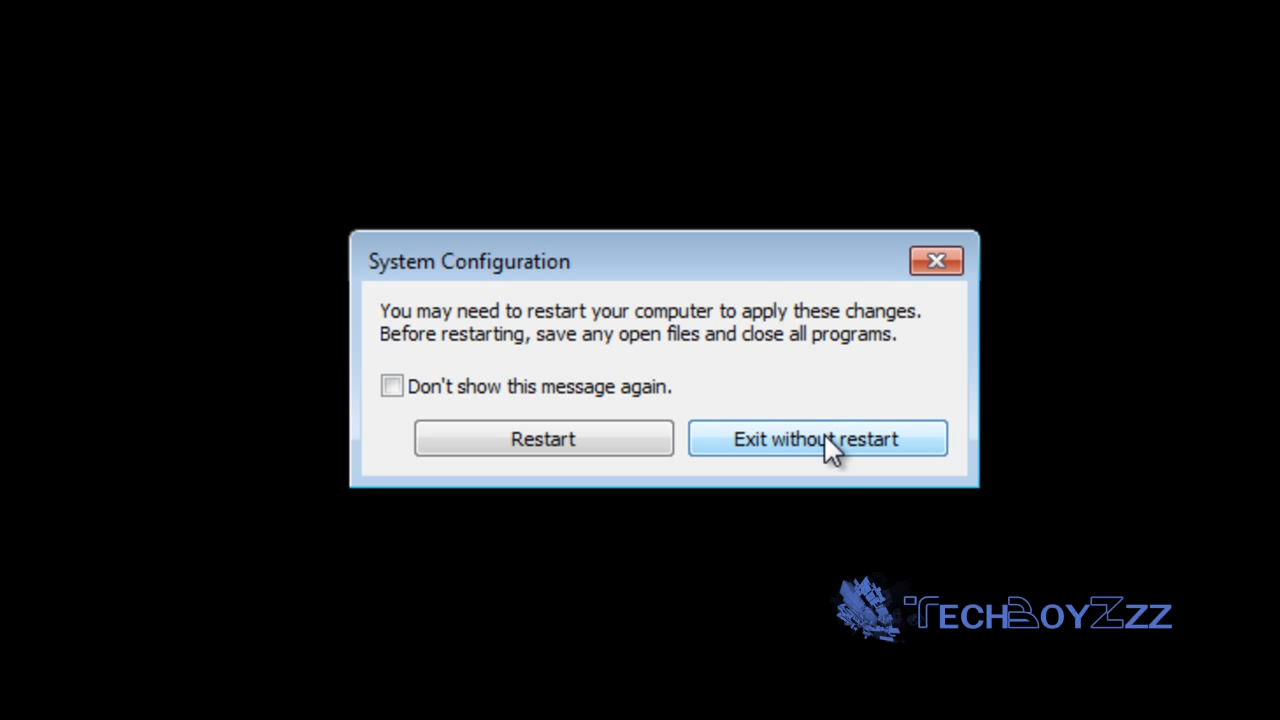 System Configuration
You may need to restart your computer to apply these changes.
Before restarting, save any open files and close all programs.
Don't show this message again.
Restart
Exit without restart
TechBoyZzz